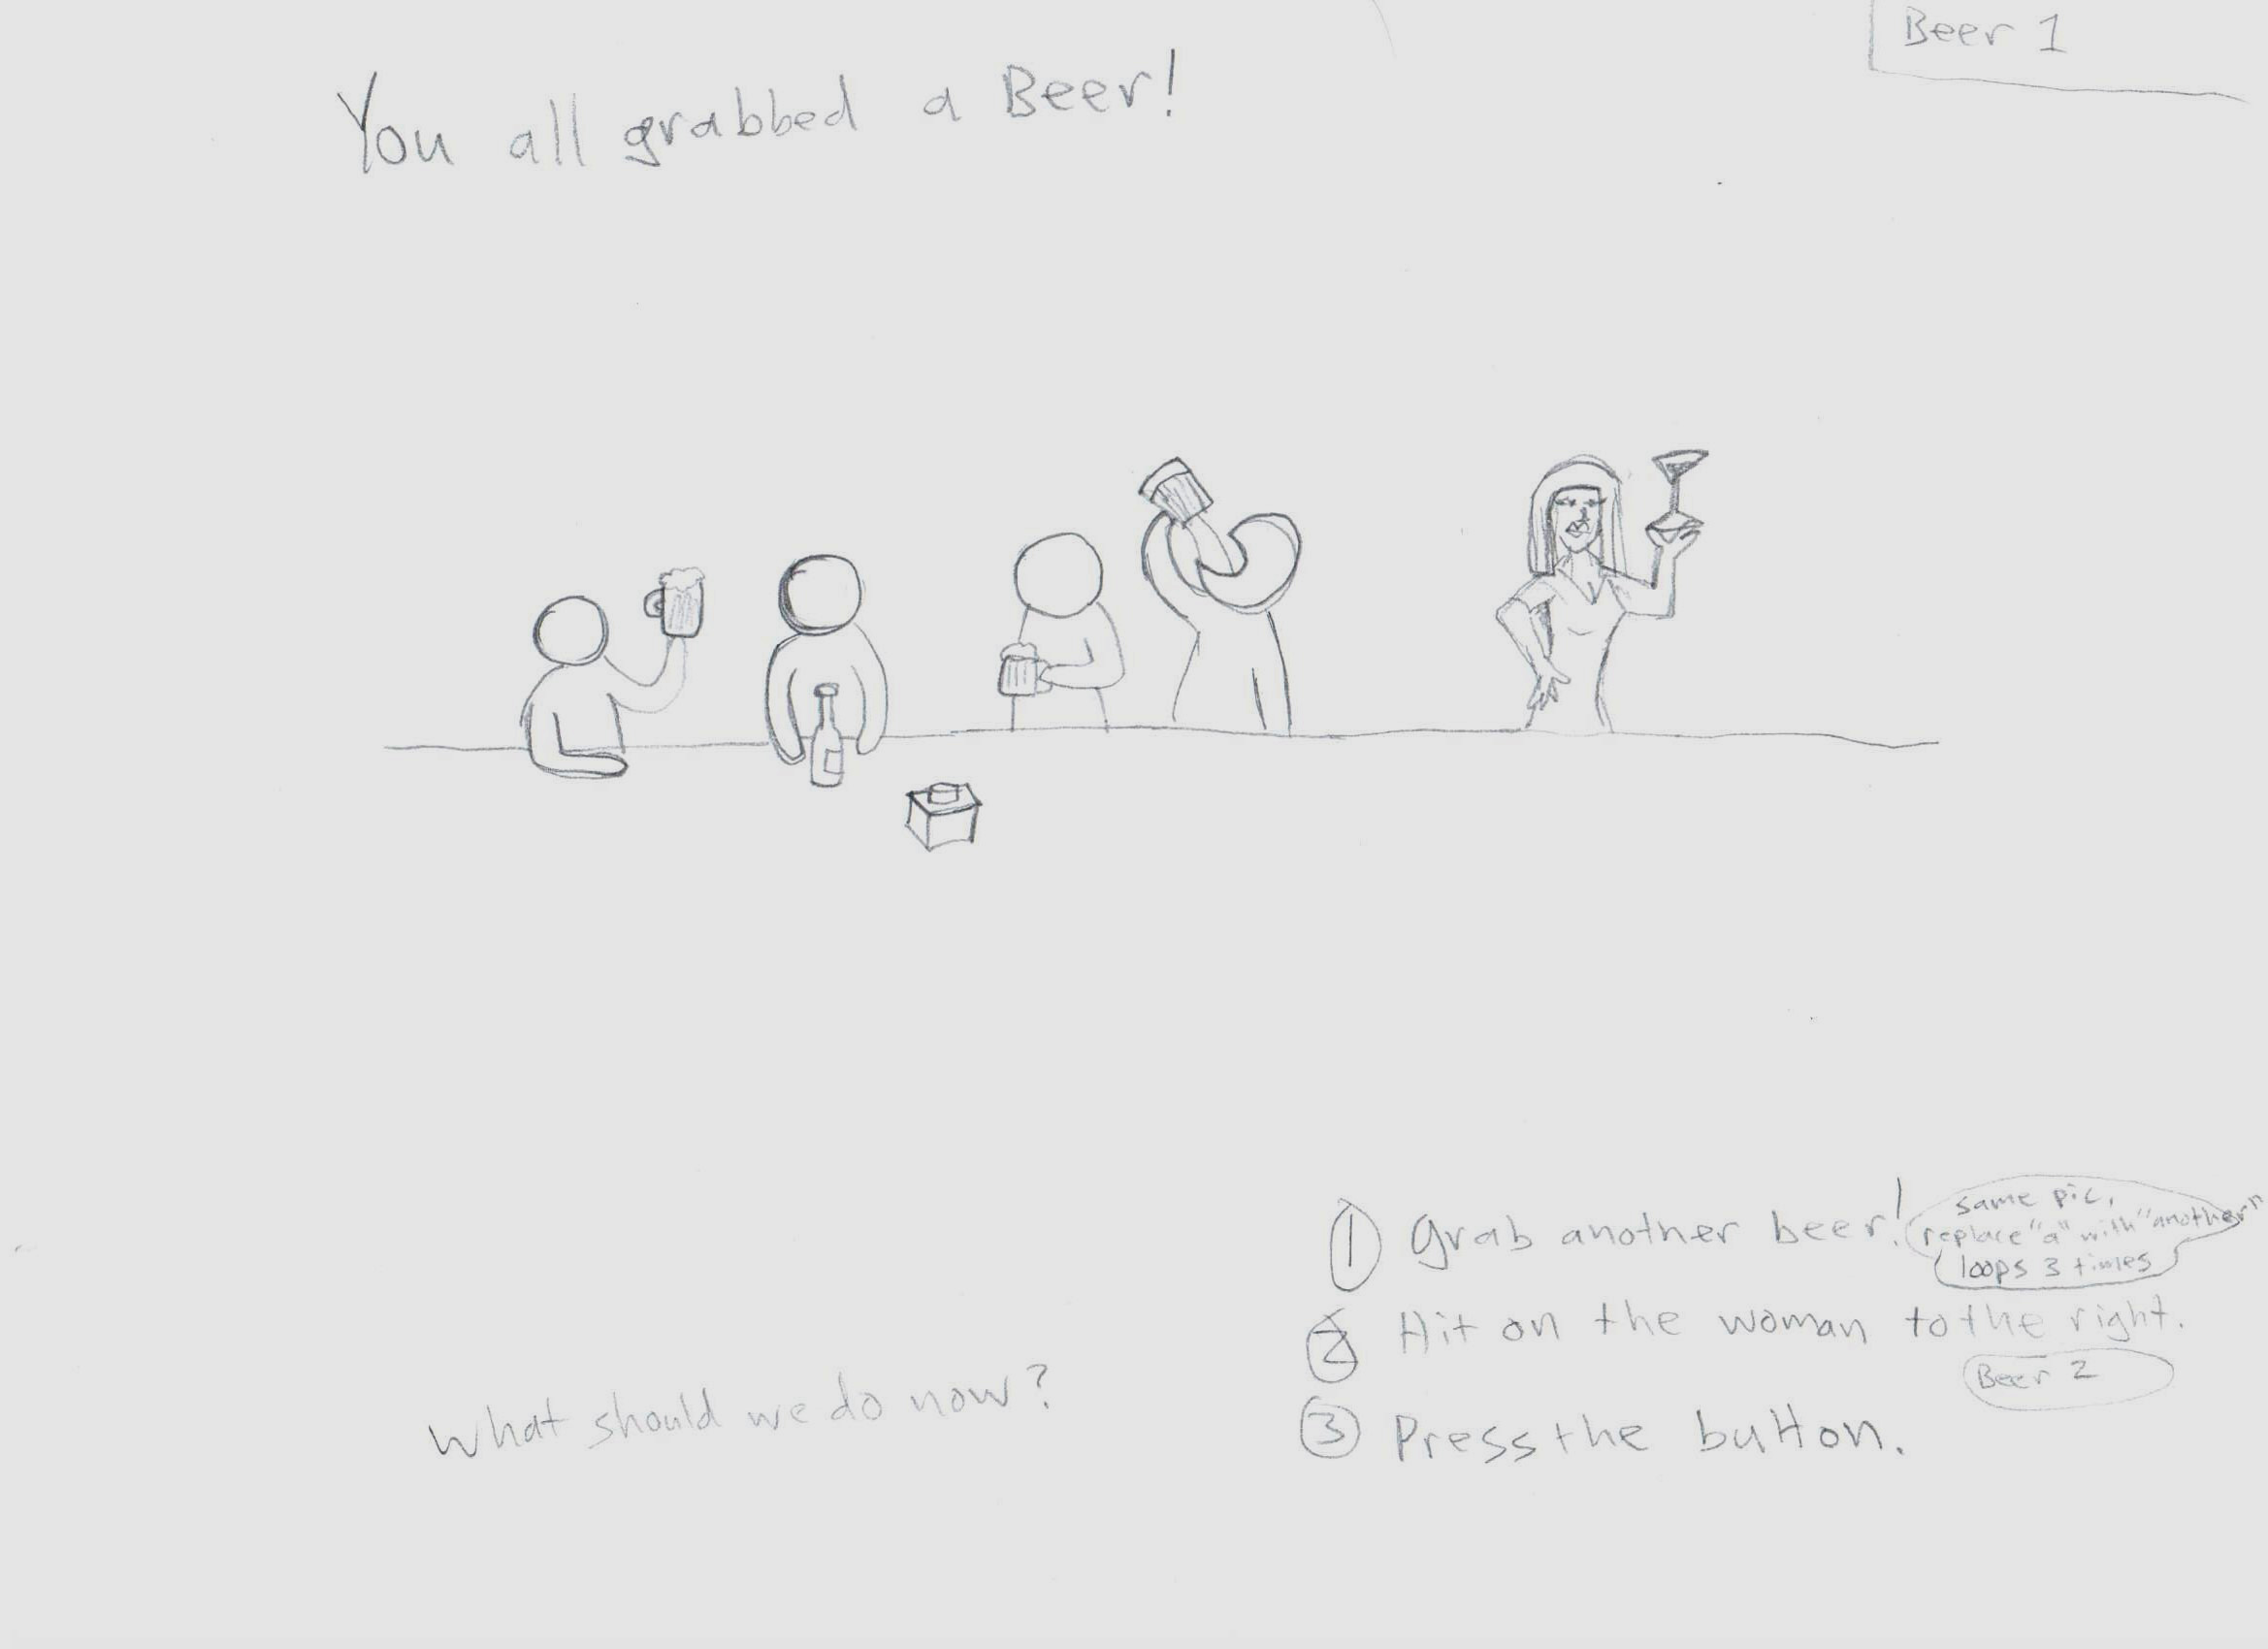 Beer 1
You all grabbed a Beer!
① Grab another beer!
same pic,
replace "a" with "another"
loops 3 times
② Hit on the woman to the right.
Beer 2
What should we do now?
③ Press the button.